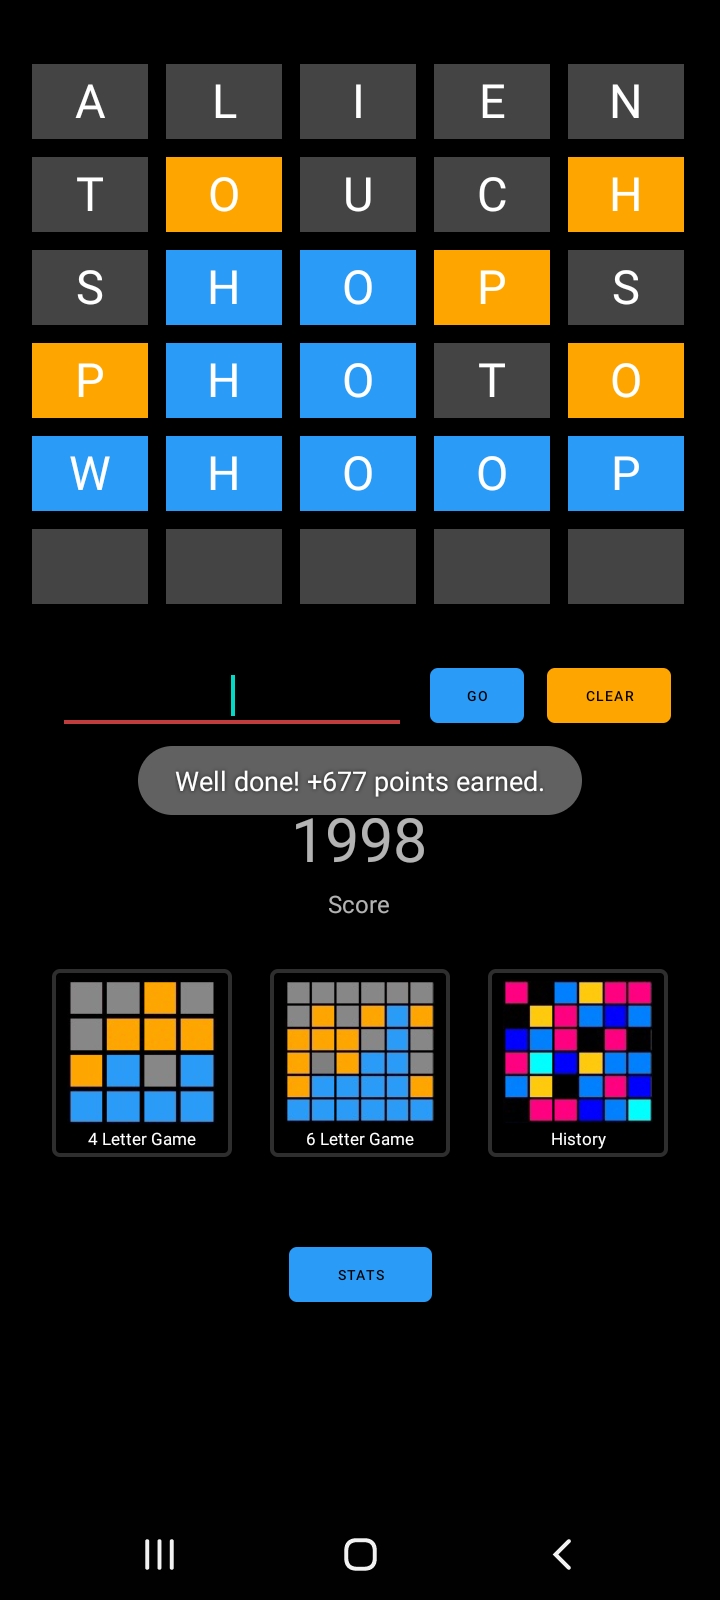 A L I E N
T O U C H
S H O P S
P H O T O
W H O O P
GO CLEAR
Well done! +677 points earned.
1998
Score
4 Letter Game 6 Letter Game History
STATS